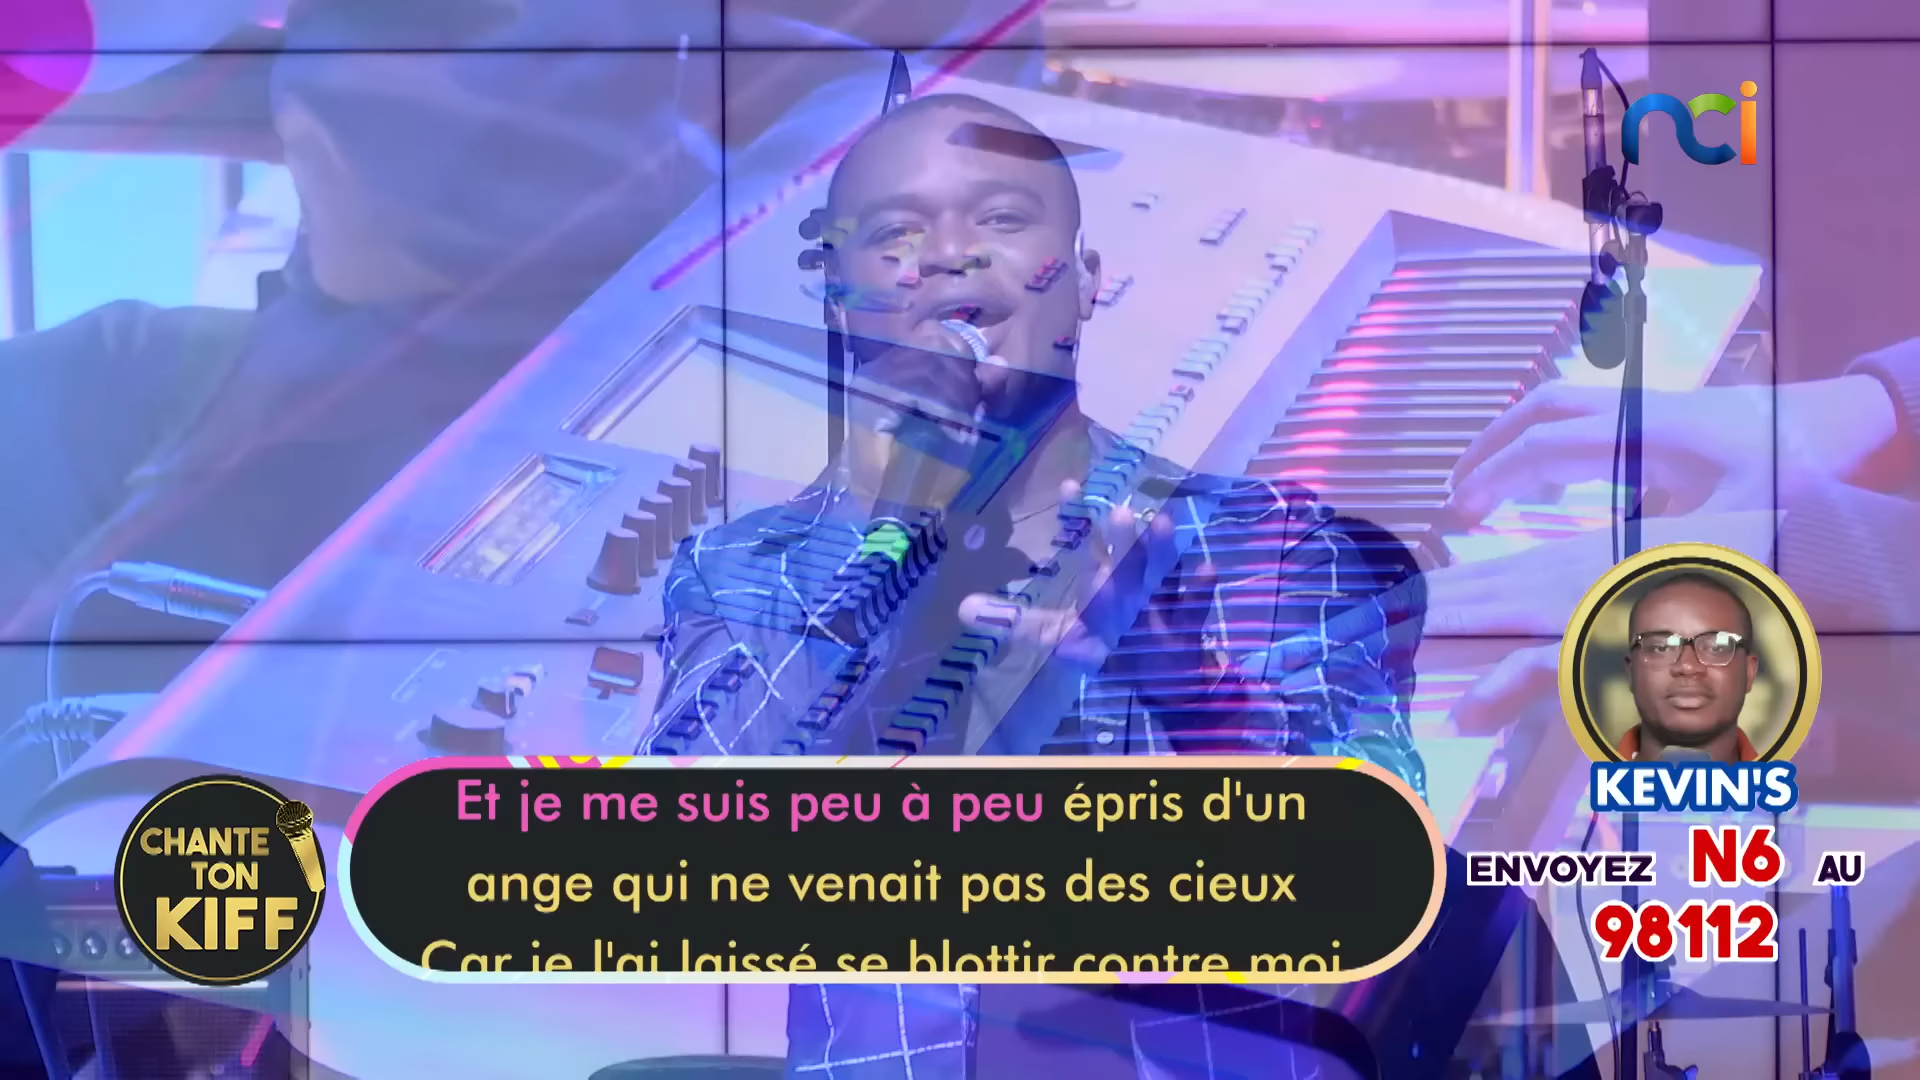 nci
Et je me suis peu à peu épris d'un
ange qui ne venait pas des cieux
Car je l'ai laissé se blottir contre moi
CHANTE
TON
KIFF
KEVIN'S
ENVOYEZ N6 AU
98112